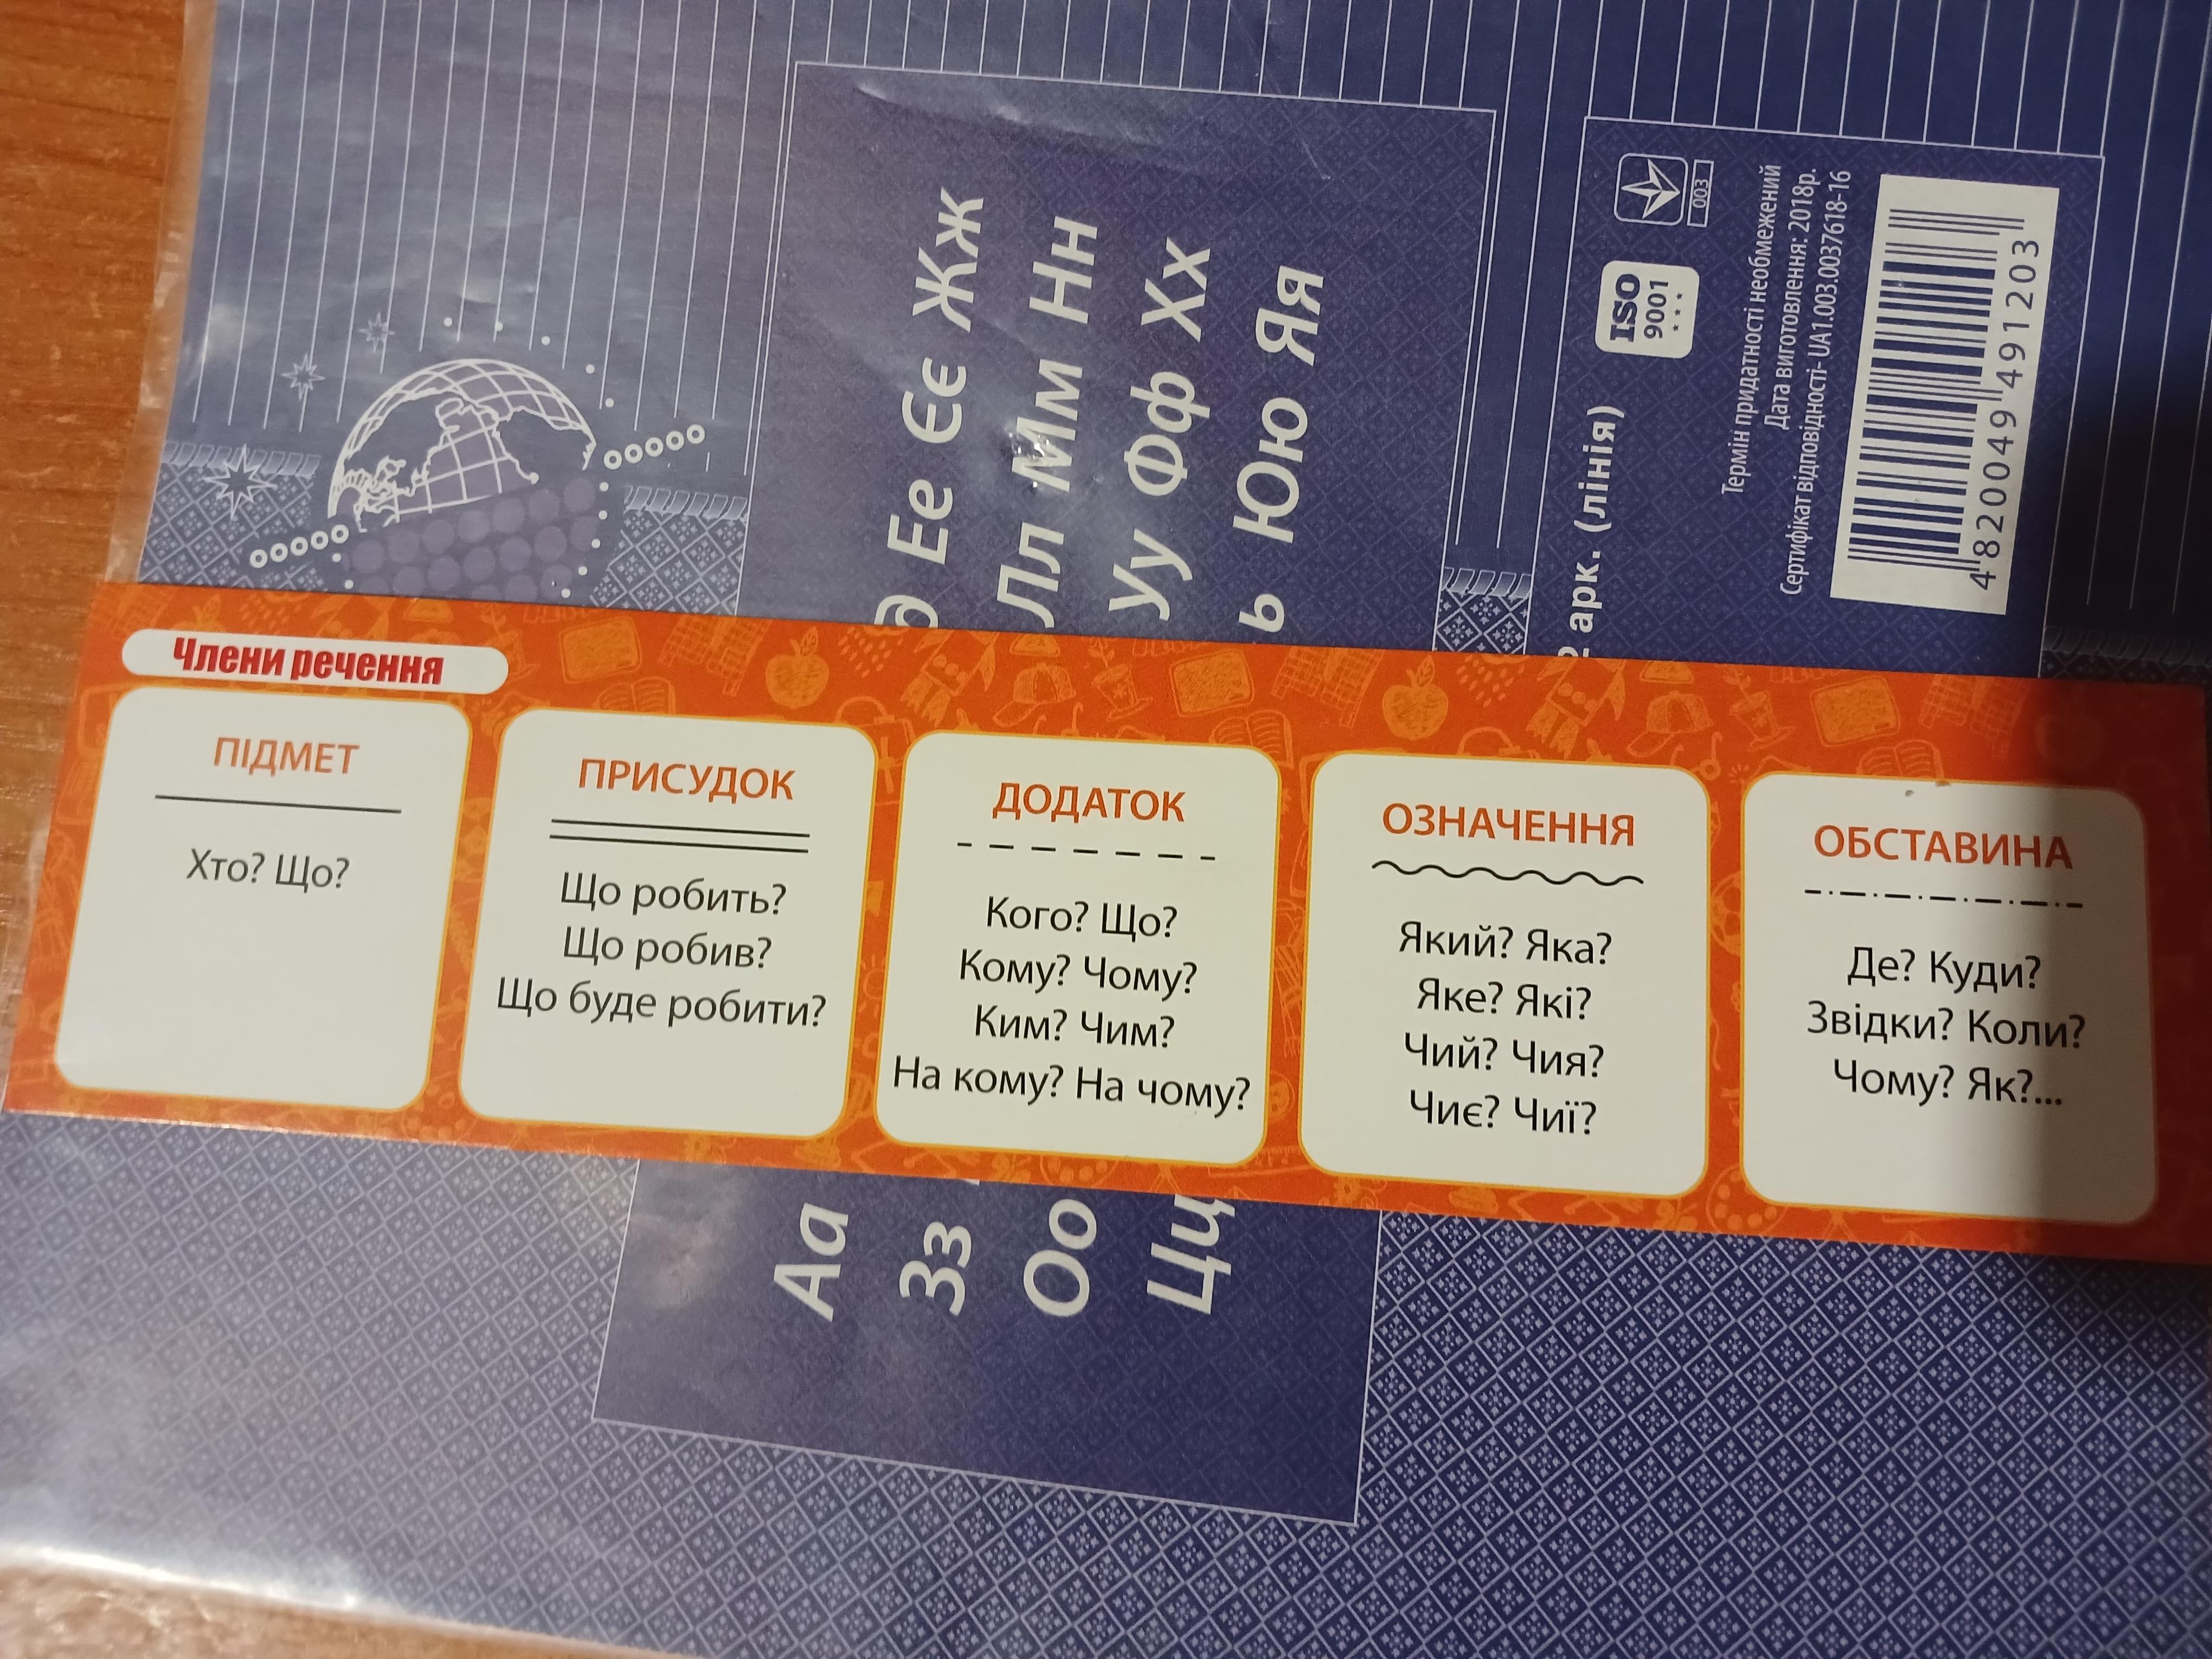 Члени речення
ПІДМЕТ
Хто? Що?
ПРИСУДОК
Що робить?
Що робив?
Що буде робити?
ДОДАТОК
Кого? Що?
Кому? Чому?
Ким? Чим?
На кому? На чому?
ОЗНАЧЕННЯ
Який? Яка?
Яке? Які?
Чий? Чия?
Чиє? Чиї?
ОБСТАВИНА
Де? Куди?
Звідки? Коли?
Чому? Як?...
Аа д Ее Єє Жж
Зз Лл Мм Нн
Оо Уу Фф Хх
Цц ь Юю Яя
арк. (лінія)
ISO
9001
003
Термін придатності необмежений
Дата виготовлення: 2018р.
Сертифікат відповідності- UA1.003.0037618-16
4820049491203